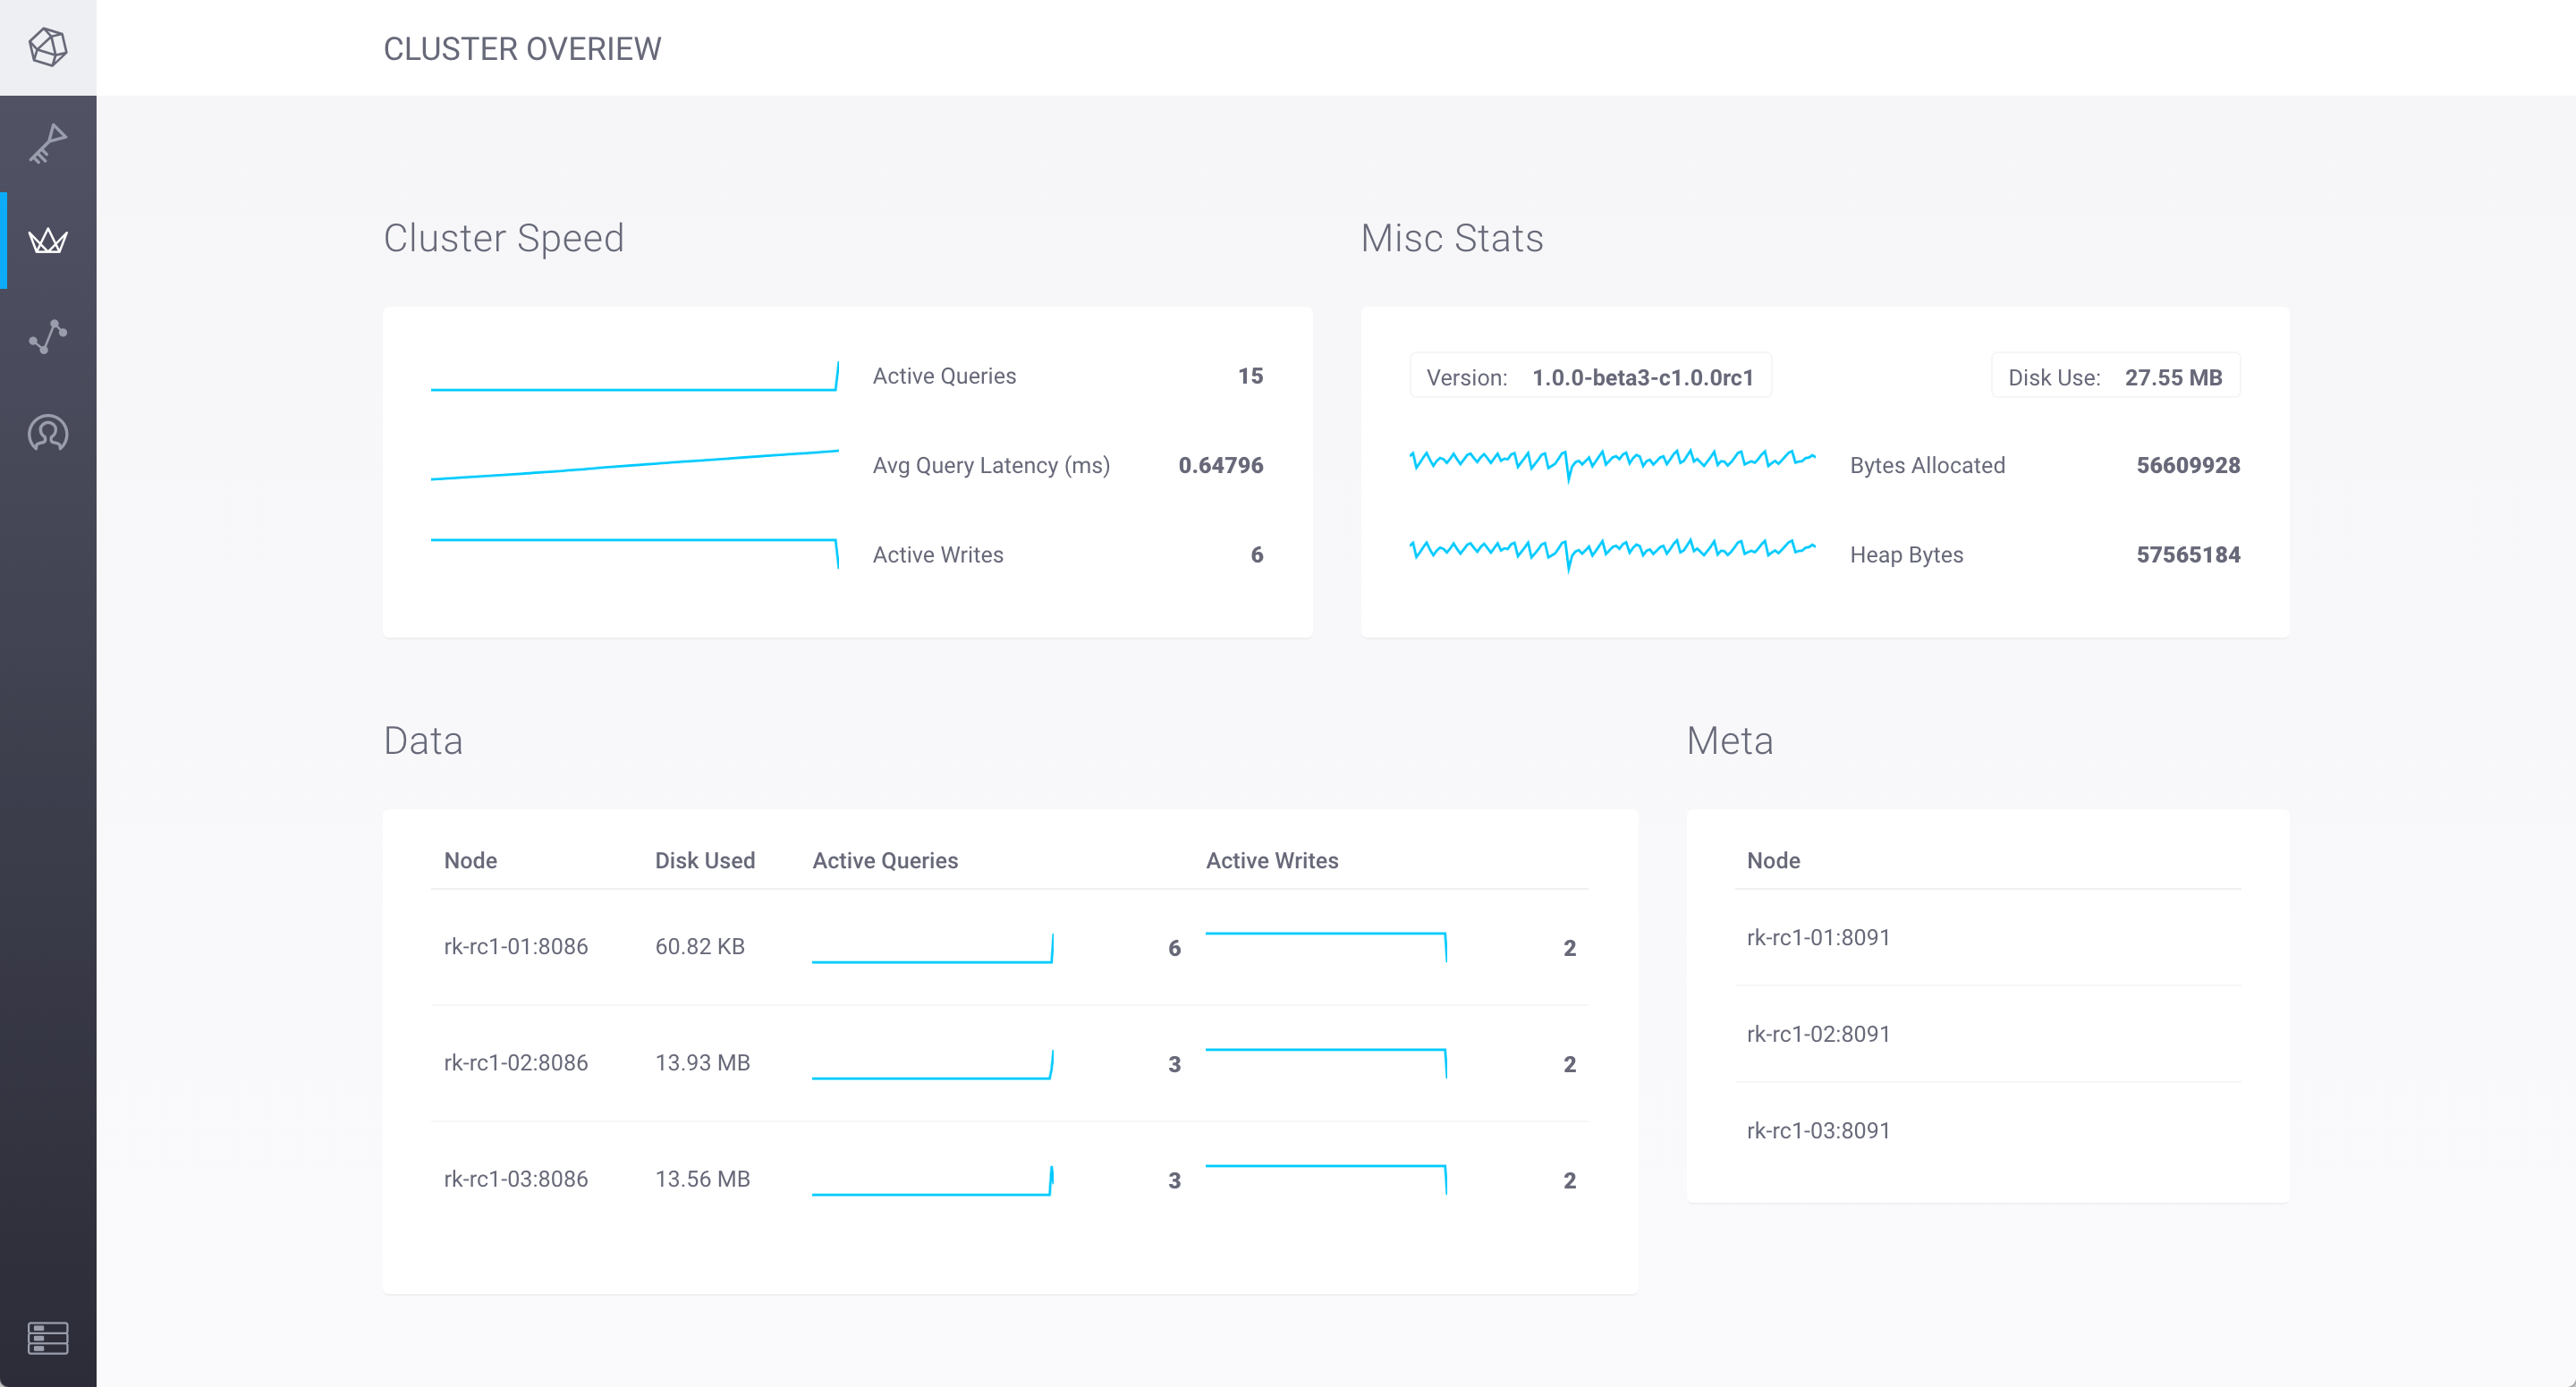 CLUSTER OVERIEW
Cluster Speed
Active Queries 15
Avg Query Latency (ms) 0.64796
Active Writes 6
Misc Stats
Version: 1.0.0-beta3-c1.0.0rc1 Disk Use: 27.55 MB
Bytes Allocated 56609928
Heap Bytes 57565184
Data
Node Disk Used Active Queries Active Writes
rk-rc1-01:8086 60.82 KB 6 2
rk-rc1-02:8086 13.93 MB 3 2
rk-rc1-03:8086 13.56 MB 3 2
Meta
Node
rk-rc1-01:8091
rk-rc1-02:8091
rk-rc1-03:8091